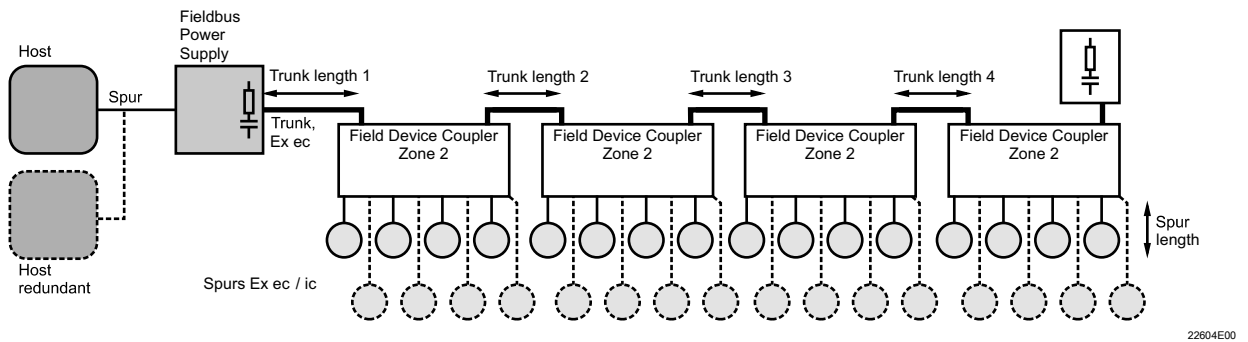 Host
Spur
Host
redundant
Fieldbus
Power
Supply
Trunk length 1
Trunk,
Ex ec
Trunk length 2
Trunk length 3
Trunk length 4
Field Device Coupler
Zone 2
Field Device Coupler
Zone 2
Field Device Coupler
Zone 2
Field Device Coupler
Zone 2
Spur
length
Spurs Ex ec / ic
22604E00